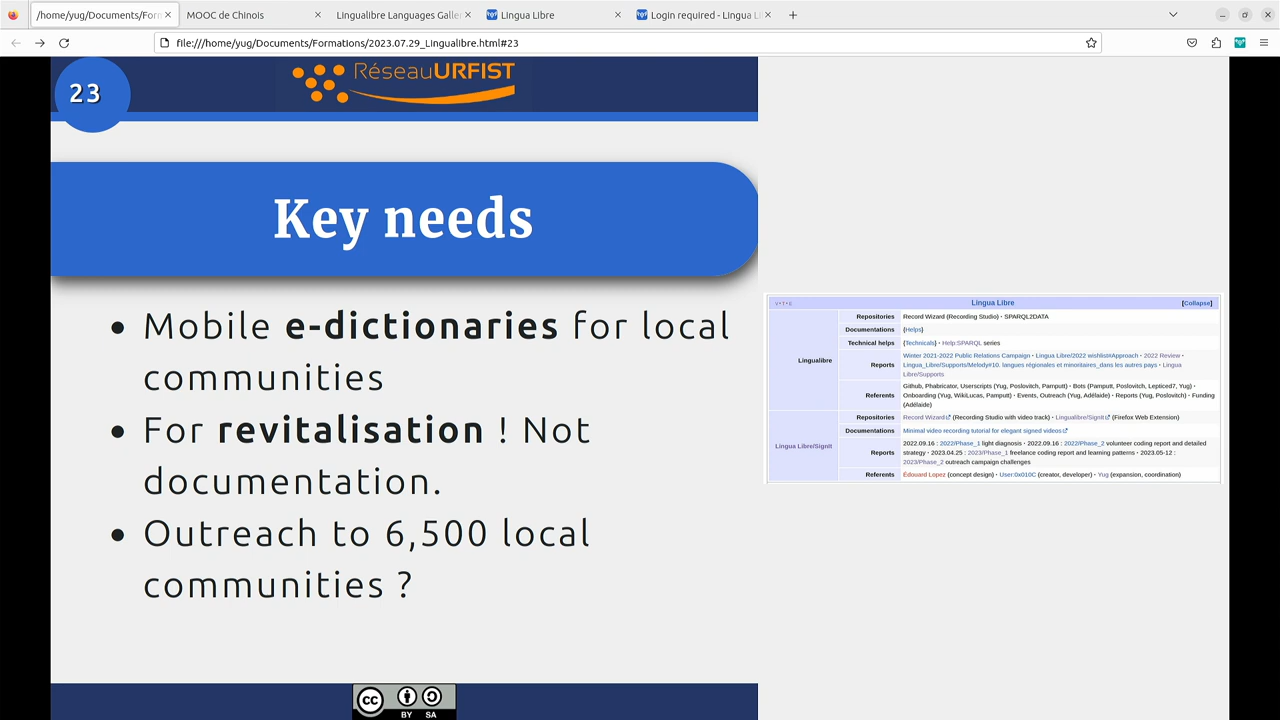 /home/yug/Documents/Form
MOOC de Chinois
Lingualibre Languages Galle
Lingua Libre
Login required - Lingua Li
file:///home/yug/Documents/Formations/2023.07.29_Lingualibre.html#23
23
RéseauURFIST
Key needs
• Mobile e-dictionaries for local
communities
• For revitalisation ! Not
documentation.
• Outreach to 6,500 local
communities ?
V • T • E Lingua Libre [Collapse]
Lingualibre
Repositories Record Wizard (Recording Studio) • SPARQL2DATA
Documentations {Helps}
Technical helps {Technicals} • Help:SPARQL series
Reports Winter 2021-2022 Public Relations Campaign • Lingua Libre/2022 wishlist#Approach • 2022 Review •
Lingua_Libre/Supports/Melody#10. langues régionales et minoritaires_dans les autres pays • Lingua
Libre/Supports
Referents Github, Phabricator, Userscripts (Yug, Poslovitch, Pamputt) • Bots (Pamputt, Poslovitch, Lepticed7, Yug) •
Onboarding (Yug, WikiLucas, Pamputt) • Events, Outreach (Yug, Adélaide) • Reports (Yug, Poslovitch) • Funding
(Adélaide)
Lingua Libre/SignIt
Repositories Record Wizard (Recording Studio with video track) • Lingualibre/SignIt (Firefox Web Extension)
Documentations Minimal video recording tutorial for elegant signed videos
Reports 2022.09.16 : 2022/Phase_1 light diagnosis • 2022.09.16 : 2022/Phase_2 volunteer coding report and detailed
strategy • 2023.04.25 : 2023/Phase_1 freelance coding report and learning patterns • 2023.05-12 :
2023/Phase_2 outreach campaign challenges
Referents Édouard Lopez (concept design) • User:0x010C (creator, developer) • Yug (expansion, coordination)
cc
BY SA